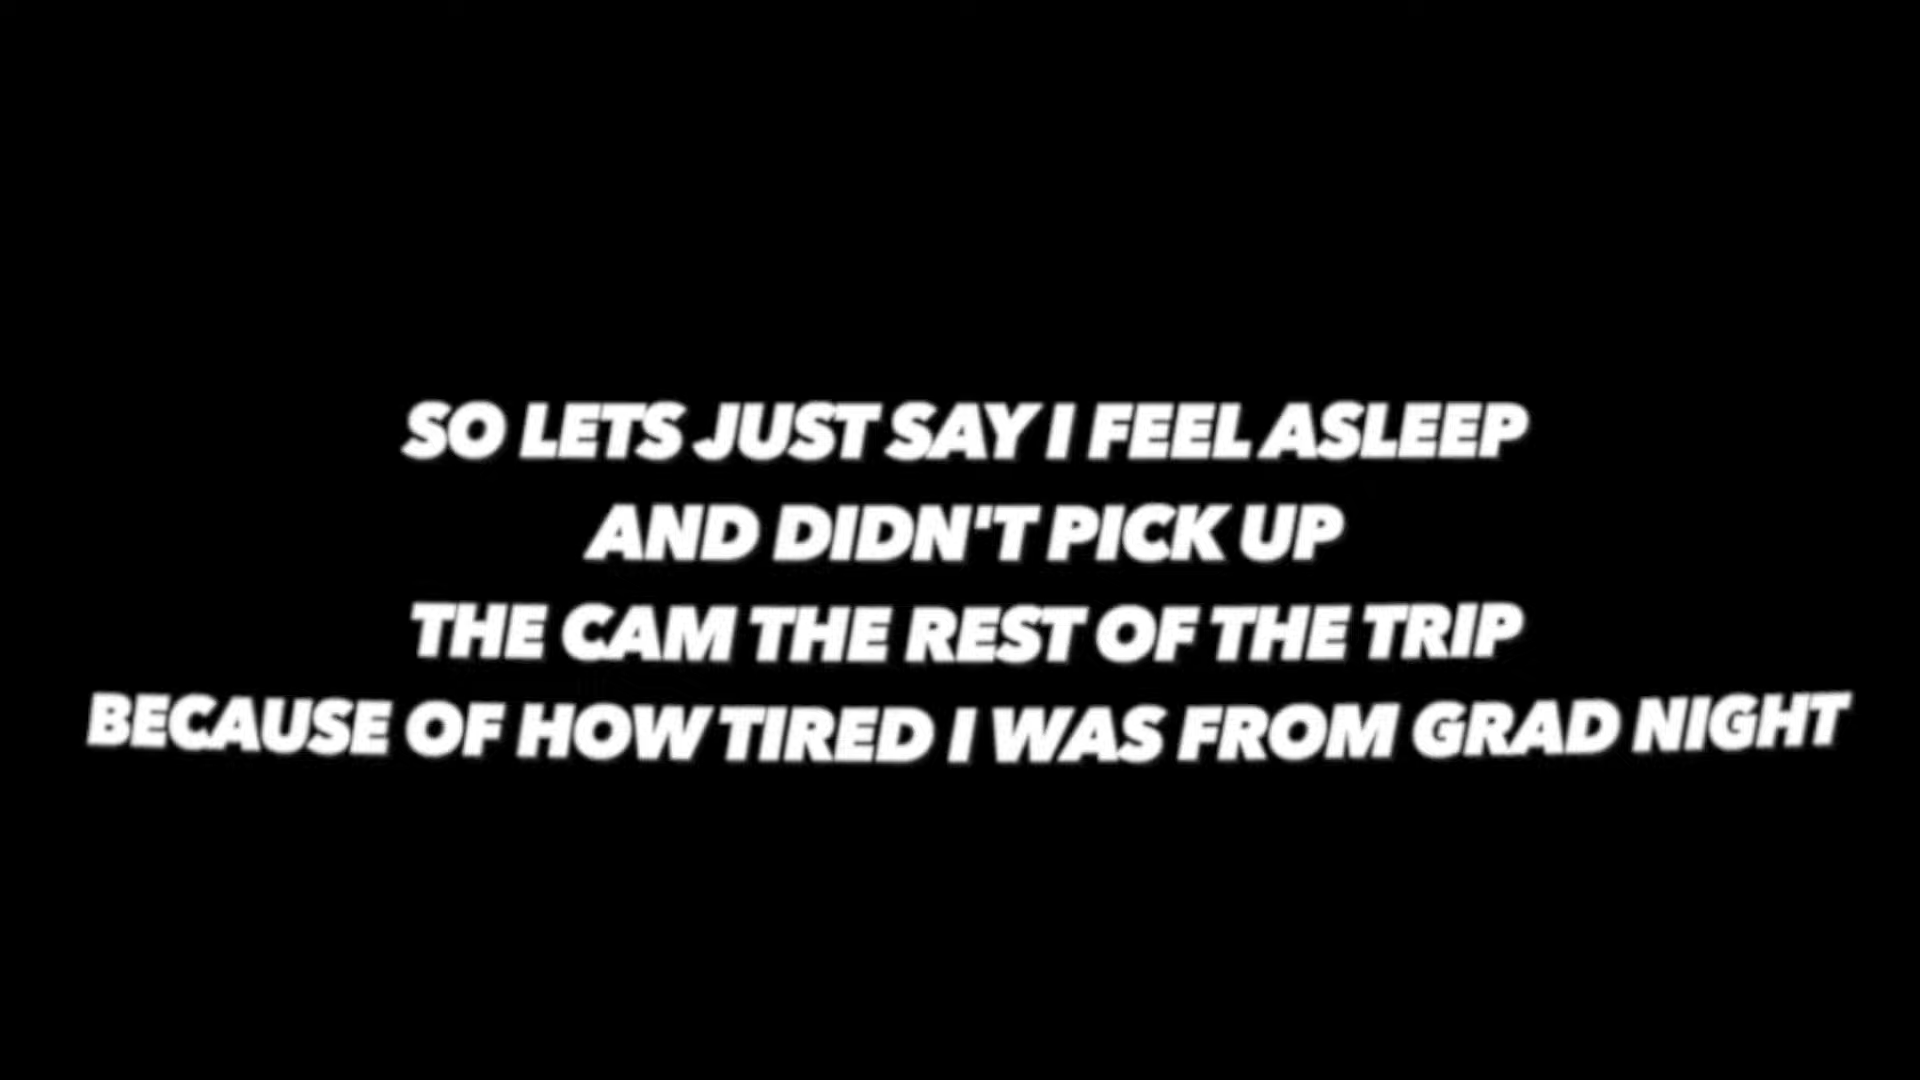 SO LETS JUST SAY I FEEL ASLEEP
AND DIDN'T PICK UP
THE CAM THE REST OF THE TRIP
BECAUSE OF HOW TIRED I WAS FROM GRAD NIGHT